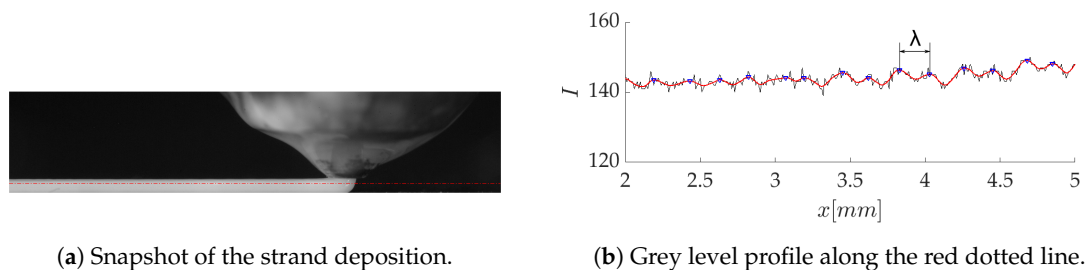 160
λ
140
I
120
2
2.5
3
3.5
4
4.5
5
x[mm]
(a) Snapshot of the strand deposition.
(b) Grey level profile along the red dotted line.